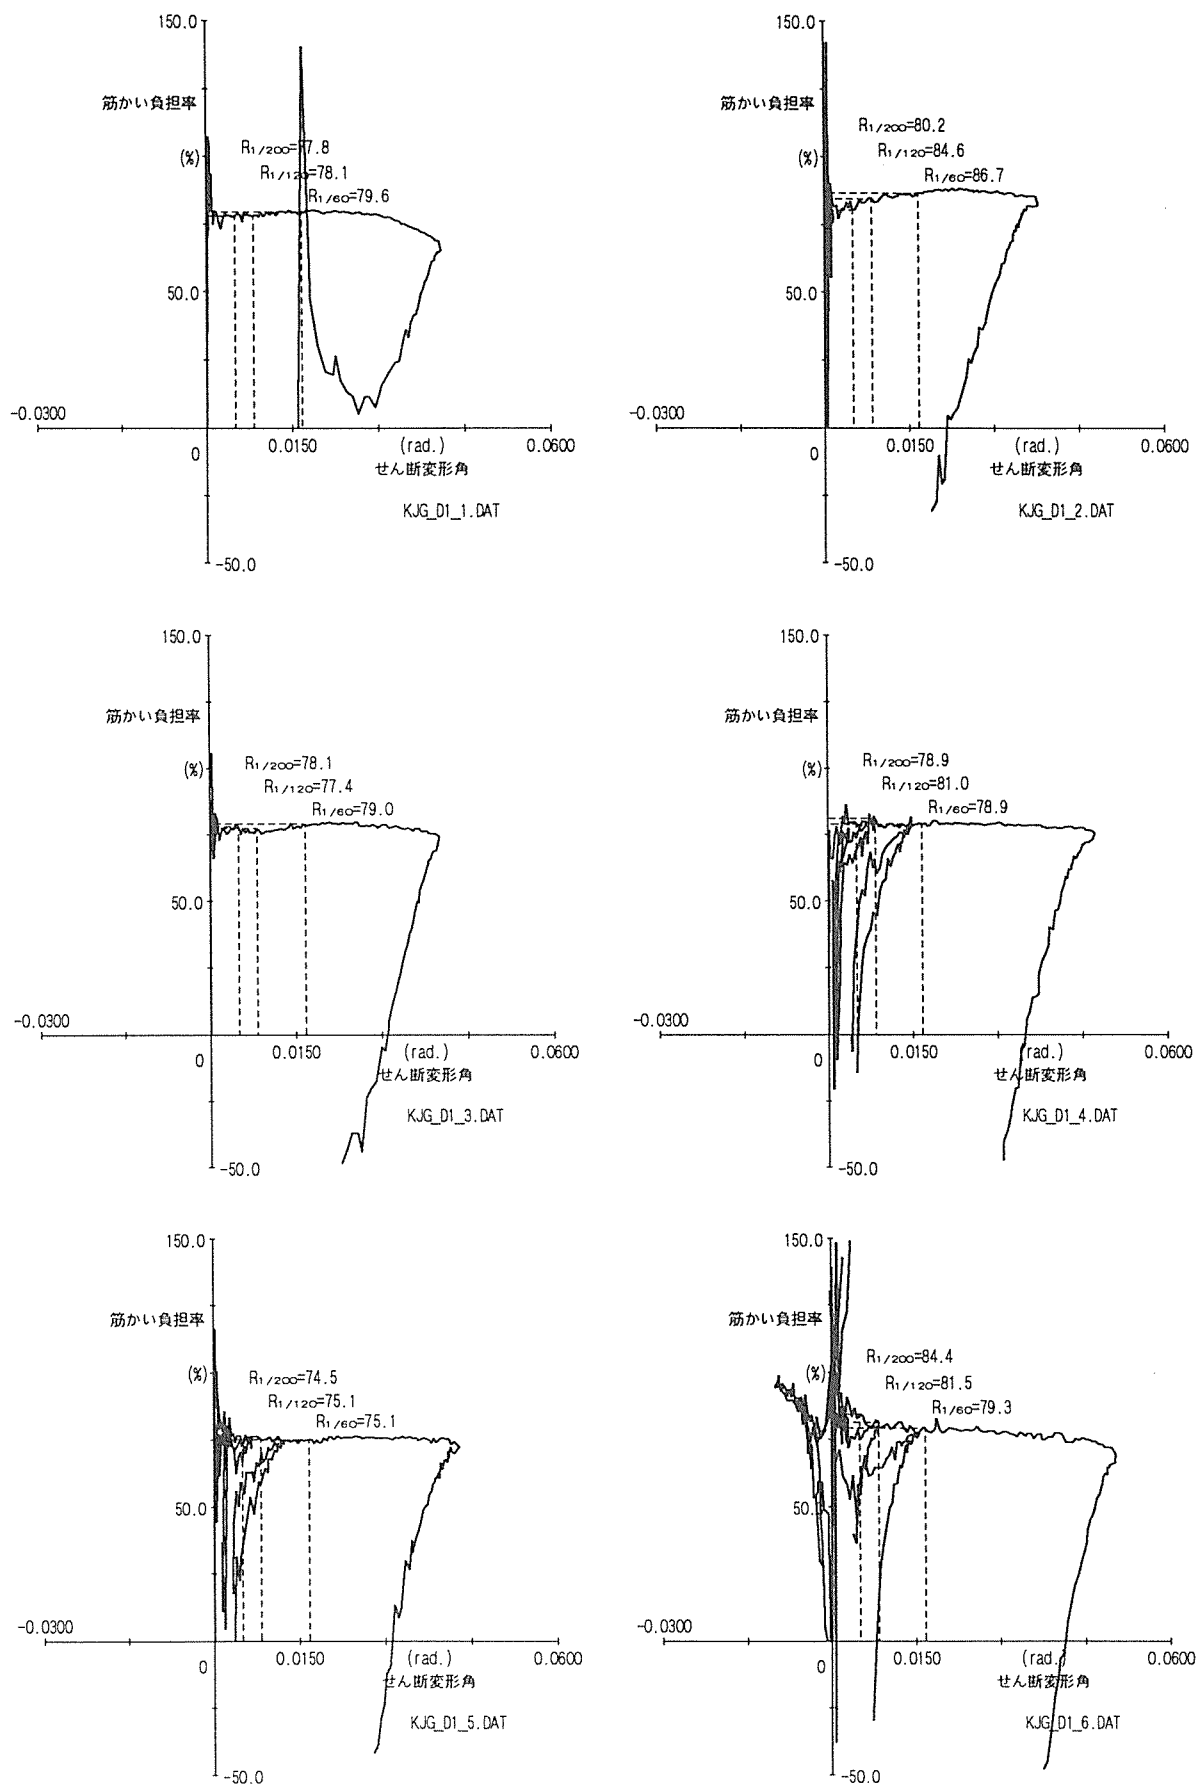 150.0
筋かい負担率
(%)
R1/200=77.8
R1/120=78.1
R1/60=79.6
50.0
-0.0300
0
0.0150
(rad.)
0.0600
せん断変形角
KJG_D1_1.DAT
-50.0
150.0
筋かい負担率
(%)
R1/200=80.2
R1/120=84.6
R1/60=86.7
50.0
-0.0300
0
0.0150
(rad.)
0.0600
せん断変形角
KJG_D1_2.DAT
-50.0
150.0
筋かい負担率
(%)
R1/200=78.1
R1/120=77.4
R1/60=79.0
50.0
-0.0300
0
0.0150
(rad.)
0.0600
せん断変形角
KJG_D1_3.DAT
-50.0
150.0
筋かい負担率
(%)
R1/200=78.9
R1/120=81.0
R1/60=78.9
50.0
-0.0300
0
0.0150
(rad.)
0.0600
せん断変形角
KJG_D1_4.DAT
-50.0
150.0
筋かい負担率
(%)
R1/200=74.5
R1/120=75.1
R1/60=75.1
50.0
-0.0300
0
0.0150
(rad.)
0.0600
せん断変形角
KJG_D1_5.DAT
-50.0
150.0
筋かい負担率
(%)
R1/200=84.4
R1/120=81.5
R1/60=79.3
50.0
-0.0300
0
0.0150
(rad.)
0.0600
せん断変形角
KJG_D1_6.DAT
-50.0